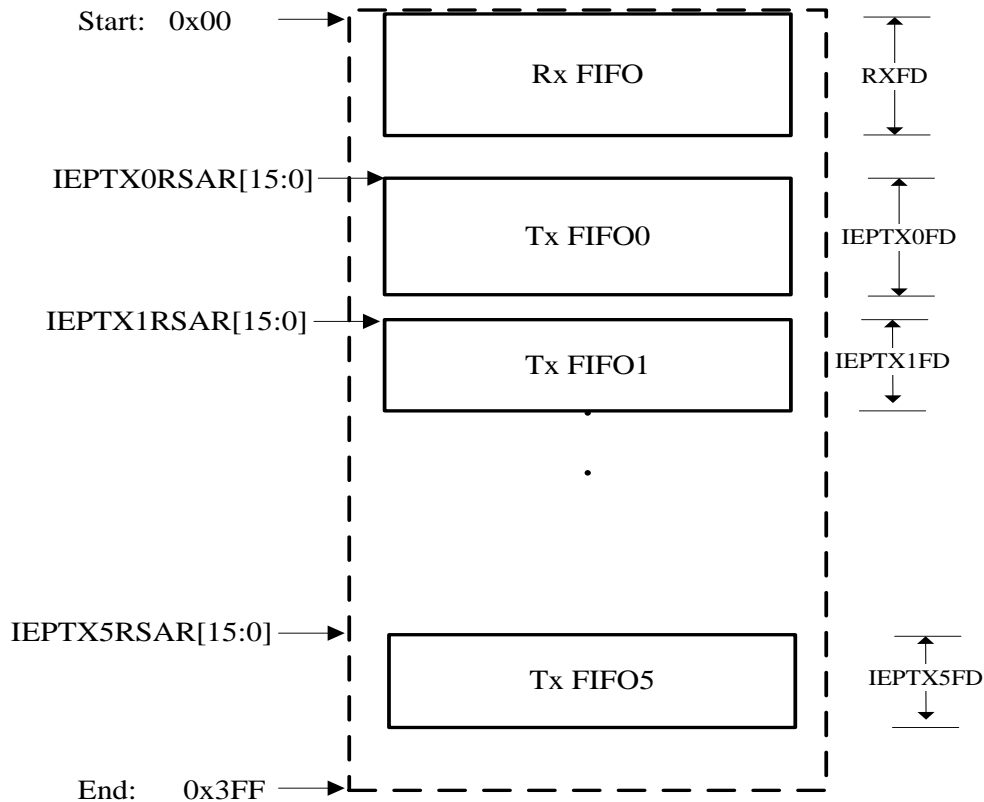 Start: 0x00
Rx FIFO
RXFD
IEPTX0RSAR[15:0]
Tx FIFO0
IEPTX0FD
IEPTX1RSAR[15:0]
Tx FIFO1
IEPTX1FD
IEPTX5RSAR[15:0]
Tx FIFO5
IEPTX5FD
End: 0x3FF